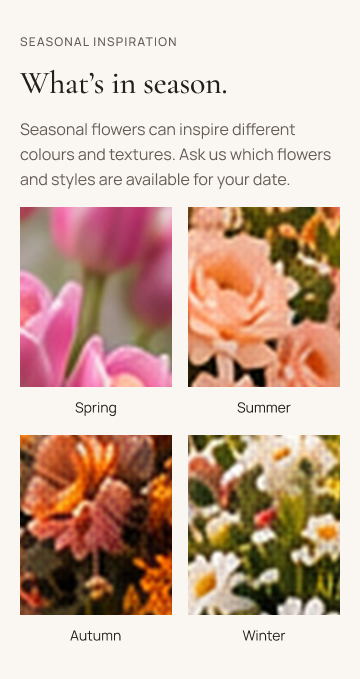 SEASONAL INSPIRATION
What’s in season.
Seasonal flowers can inspire different
colours and textures. Ask us which flowers
and styles are available for your date.
Spring
Summer
Autumn
Winter